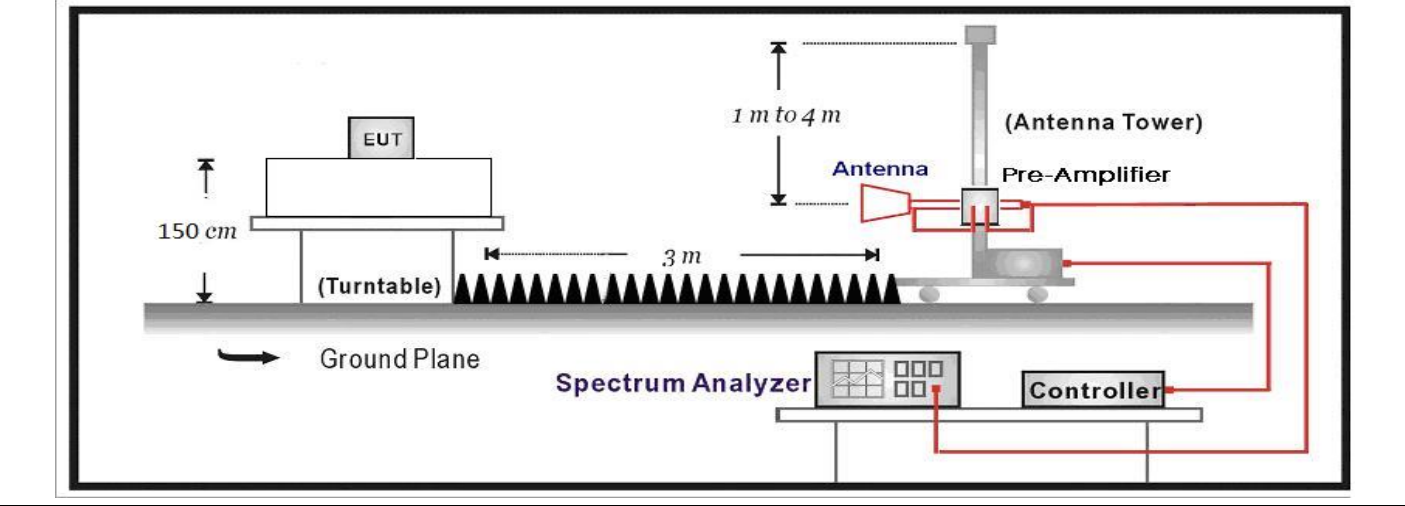 1 m to 4 m
(Antenna Tower)
EUT
Antenna
Pre-Amplifier
150 cm
3 m
(Turntable)
Ground Plane
Spectrum Analyzer
Controller